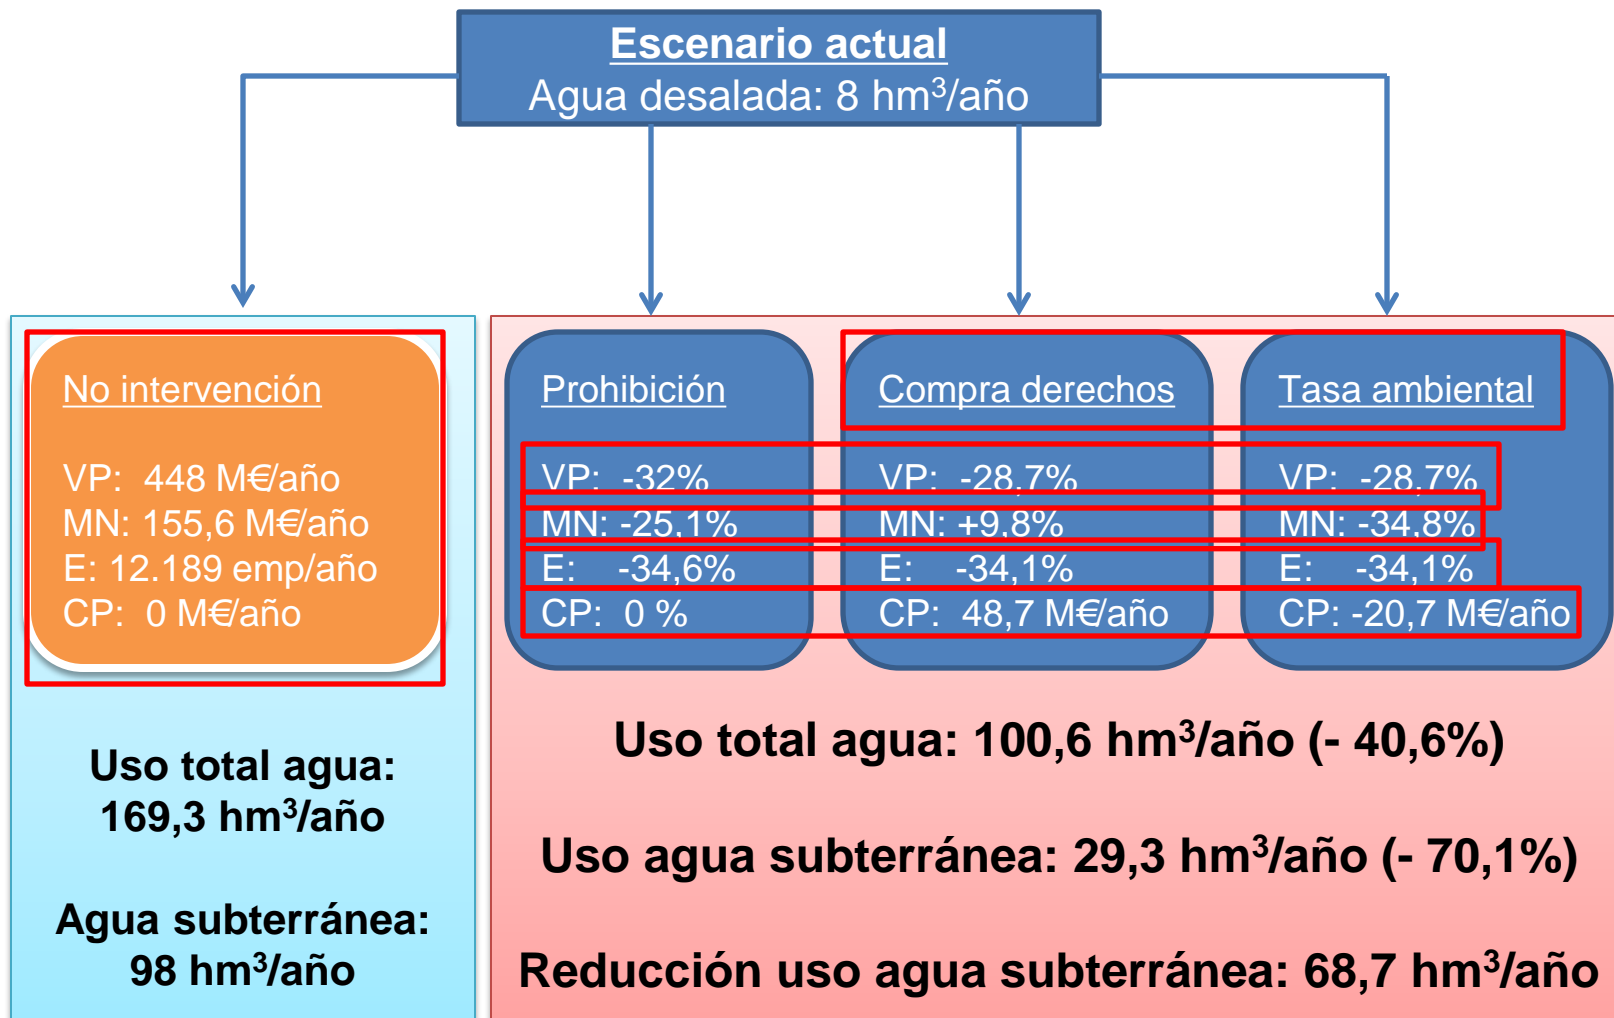 Escenario actual
Agua desalada: 8 hm³/año
No intervención
VP: 448 M€/año
MN: 155,6 M€/año
E: 12.189 emp/año
CP: 0 M€/año
Uso total agua:
169,3 hm³/año
Agua subterránea:
98 hm³/año
Prohibición
VP: -32%
MN: -25,1%
E: -34,6%
CP: 0 %
Compra derechos
VP: -28,7%
MN: +9,8%
E: -34,1%
CP: 48,7 M€/año
Tasa ambiental
VP: -28,7%
MN: -34,8%
E: -34,1%
CP: -20,7 M€/año
Uso total agua: 100,6 hm³/año (- 40,6%)
Uso agua subterránea: 29,3 hm³/año (- 70,1%)
Reducción uso agua subterránea: 68,7 hm³/año